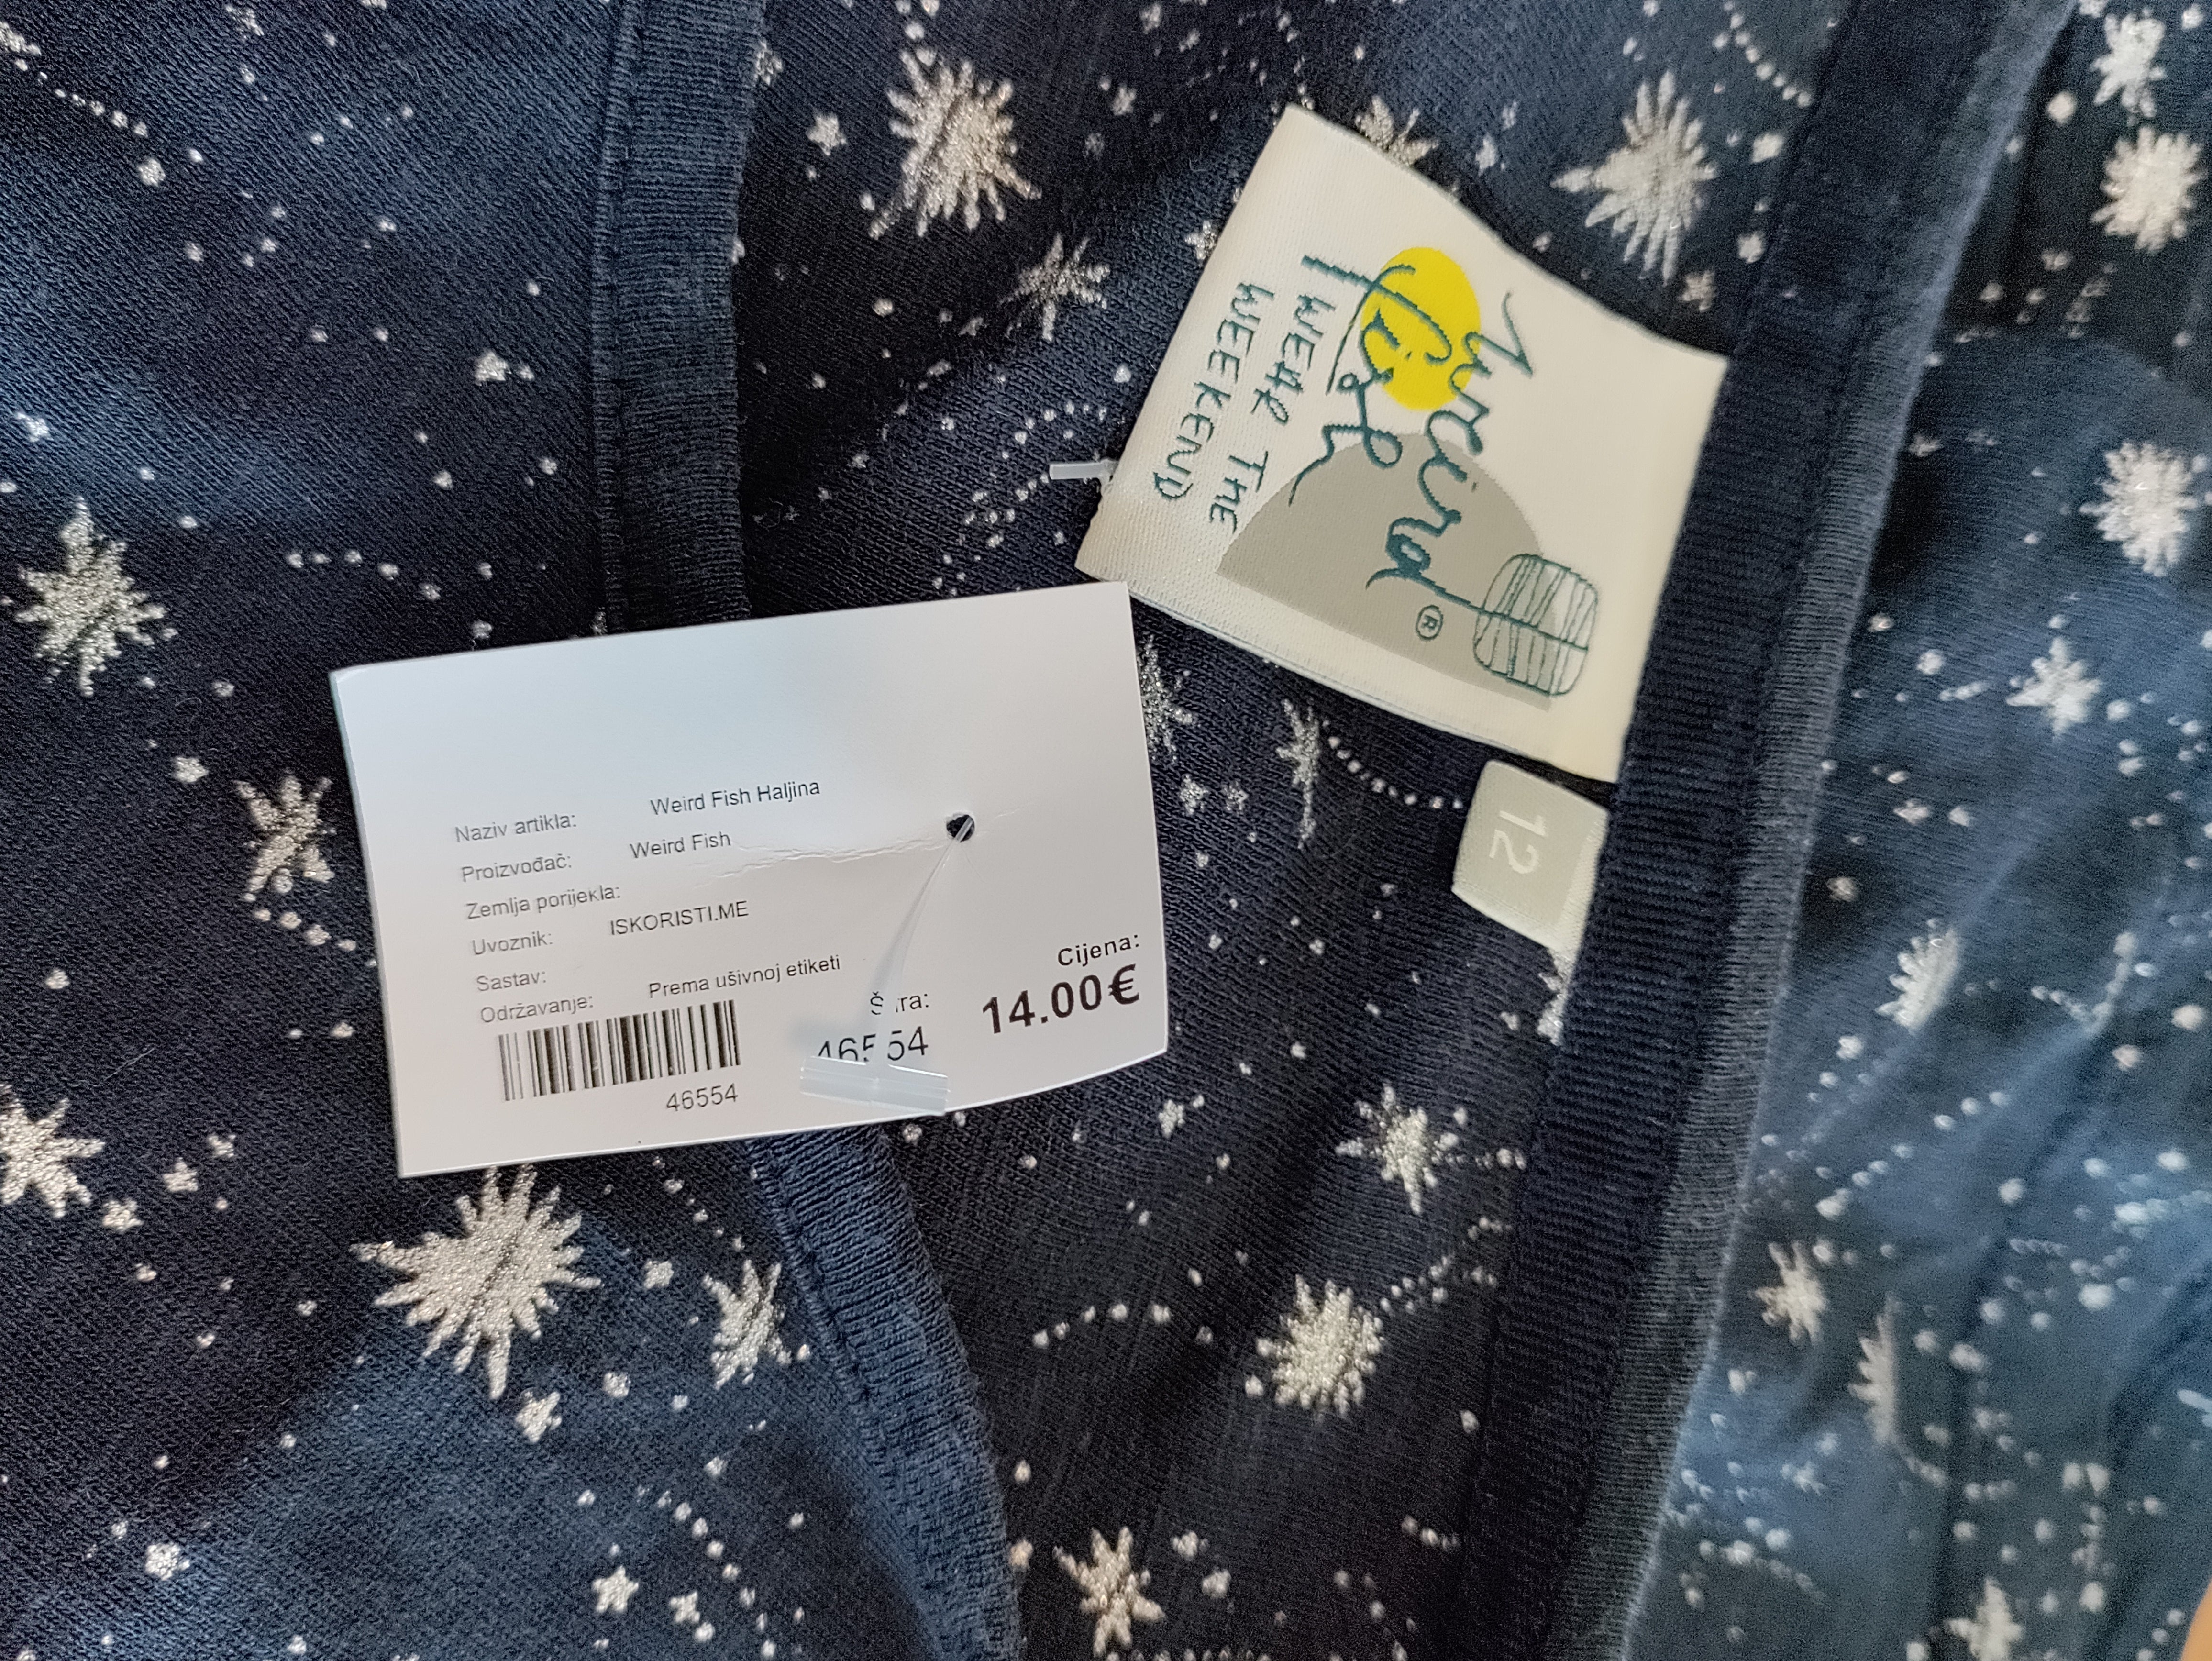 Weird
Fish
®
WEAR THE
WEEKEND
12
Naziv artikla: Weird Fish Haljina
Proizvođač: Weird Fish
Zemlja porijekla:
Uvoznik: ISKORISTI.ME
Sastav:
Održavanje: Prema ušivnoj etiketi
46554
46554
Cijena:
14.00€